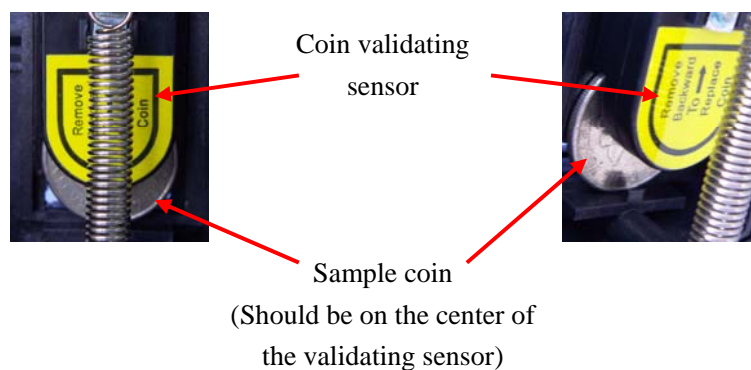 Coin validating
sensor
Remove
Coin
Remove
Backward
To →
Replace
Coin
Sample coin
(Should be on the center of
the validating sensor)